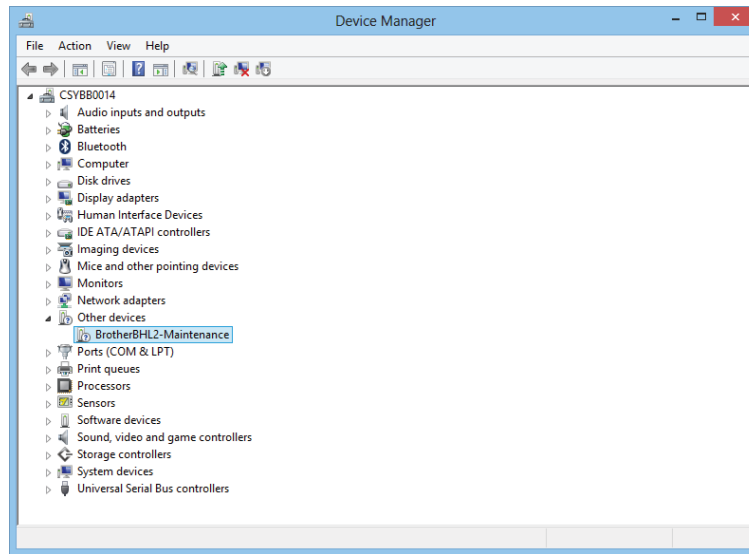 Device Manager
File Action View Help
CSYBB0014
Audio inputs and outputs
Batteries
Bluetooth
Computer
Disk drives
Display adapters
Human Interface Devices
IDE ATA/ATAPI controllers
Imaging devices
Mice and other pointing devices
Monitors
Network adapters
Other devices
BrotherBHL2-Maintenance
Ports (COM & LPT)
Print queues
Processors
Sensors
Software devices
Sound, video and game controllers
Storage controllers
System devices
Universal Serial Bus controllers